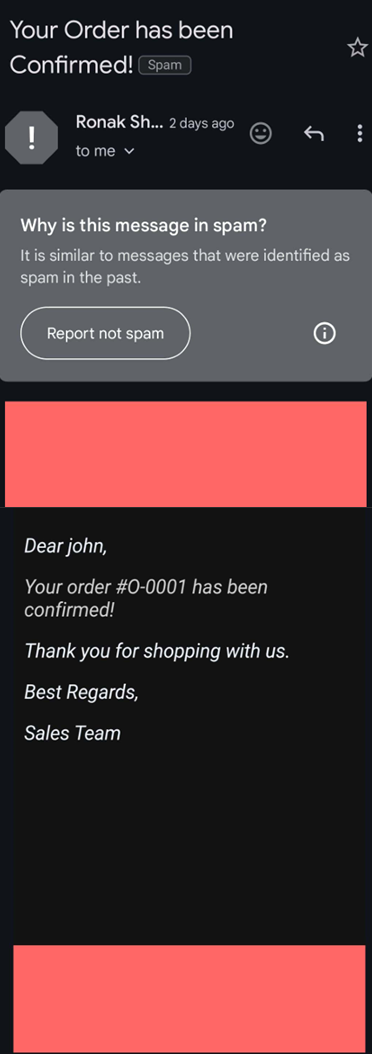 Your Order has been
Confirmed! Spam
Ronak Sh... 2 days ago
to me
Why is this message in spam?
It is similar to messages that were identified as
spam in the past.
Report not spam
Dear john,
Your order #O-0001 has been
confirmed!
Thank you for shopping with us.
Best Regards,
Sales Team